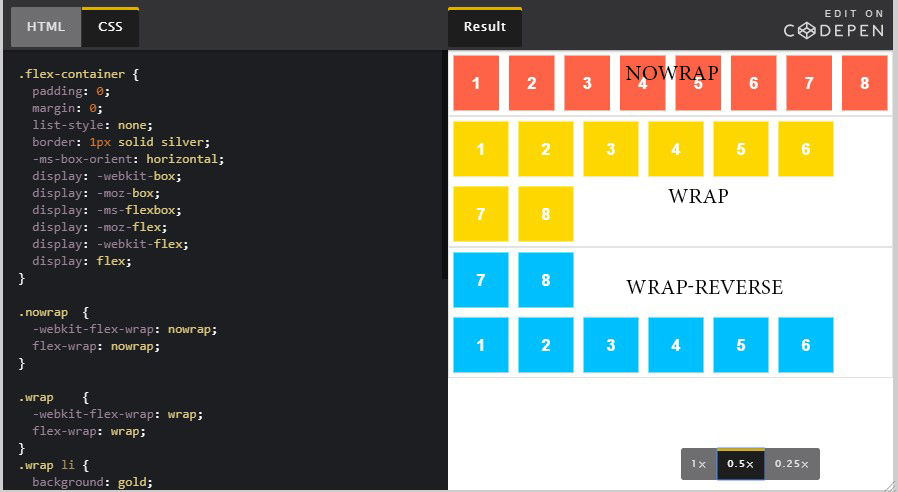 HTML CSS Result EDIT ON
CODEPEN
.flex-container {
padding: 0;
margin: 0;
list-style: none;
border: 1px solid silver;
-ms-box-orient: horizontal;
display: -webkit-box;
display: -moz-box;
display: -ms-flexbox;
display: -moz-flex;
display: -webkit-flex;
display: flex;
}
.nowrap  {
-webkit-flex-wrap: nowrap;
flex-wrap: nowrap;
}
.wrap    {
-webkit-flex-wrap: wrap;
flex-wrap: wrap;
}
.wrap li {
background: gold;
NOWRAP
1 2 3 4 5 6 7 8
1 2 3 4 5 6
WRAP
7 8
7 8
WRAP-REVERSE
1 2 3 4 5 6
1x 0.5x 0.25x